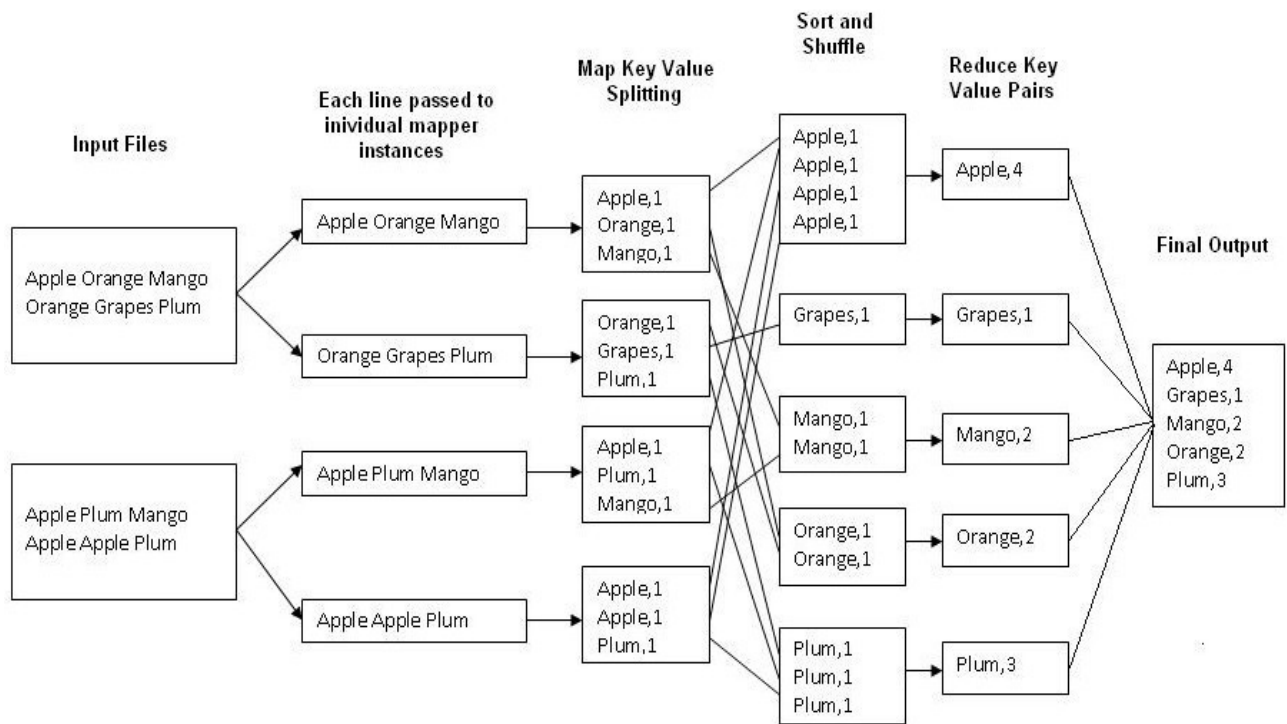 Input Files
Apple Orange Mango
Orange Grapes Plum
Apple Plum Mango
Apple Apple Plum
Each line passed to
inividual mapper
instances
Apple Orange Mango
Orange Grapes Plum
Apple Plum Mango
Apple Apple Plum
Map Key Value
Splitting
Apple,1
Orange,1
Mango,1
Orange,1
Grapes,1
Plum,1
Apple,1
Plum,1
Mango,1
Apple,1
Apple,1
Plum,1
Sort and
Shuffle
Apple,1
Apple,1
Apple,1
Apple,1
Grapes,1
Mango,1
Mango,1
Orange,1
Orange,1
Plum,1
Plum,1
Plum,1
Reduce Key
Value Pairs
Apple,4
Grapes,1
Mango,2
Orange,2
Plum,3
Final Output
Apple,4
Grapes,1
Mango,2
Orange,2
Plum,3